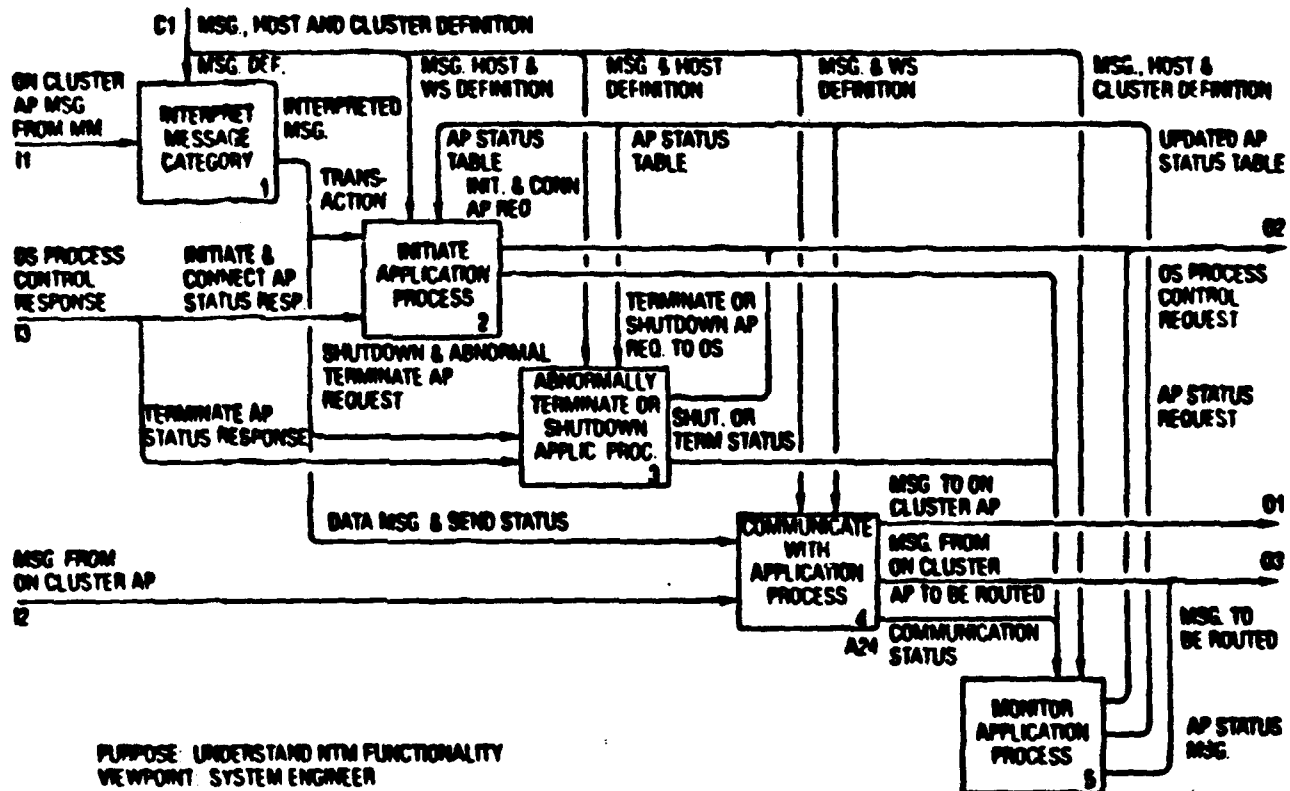 C1 MSG., HOST AND CLUSTER DEFINITION
MSG. DEF.
MSG. HOST &
WS DEFINITION
MSG & HOST
DEFINITION
MSG. & WS
DEFINITION
MSG., HOST &
CLUSTER DEFINITION
ON CLUSTER
AP MSG
FROM MM
I1
INTERPRET
MESSAGE
CATEGORY
1
INTERPRETED
MSG.
TRANS-
ACTION
AP STATUS
TABLE
INIT. & CONN
AP REQ
AP STATUS
TABLE
UPDATED AP
STATUS TABLE
OS PROCESS
CONTROL
RESPONSE
I3
INITIATE &
CONNECT AP
STATUS RESP.
INITIATE
APPLICATION
PROCESS
2
O2
OS PROCESS
CONTROL
REQUEST
TERMINATE OR
SHUTDOWN AP
REQ. TO OS
SHUTDOWN & ABNORMAL
TERMINATE AP
REQUEST
ABNORMALLY
TERMINATE OR
SHUTDOWN
APPLIC PROC.
3
AP STATUS
REQUEST
TERMINATE AP
STATUS RESPONSE
SHUT. OR
TERM STATUS
DATA MSG & SEND STATUS
MSG TO ON
CLUSTER AP
O1
MSG FROM
ON CLUSTER AP
I2
COMMUNICATE
WITH
APPLICATION
PROCESS
4
A24
MSG. FROM
ON CLUSTER
AP TO BE ROUTED
O3
COMMUNICATION
STATUS
MSG. TO
BE ROUTED
MONITOR
APPLICATION
PROCESS
5
AP STATUS
MSG.
PURPOSE: UNDERSTAND NTM FUNCTIONALITY
VIEWPOINT: SYSTEM ENGINEER